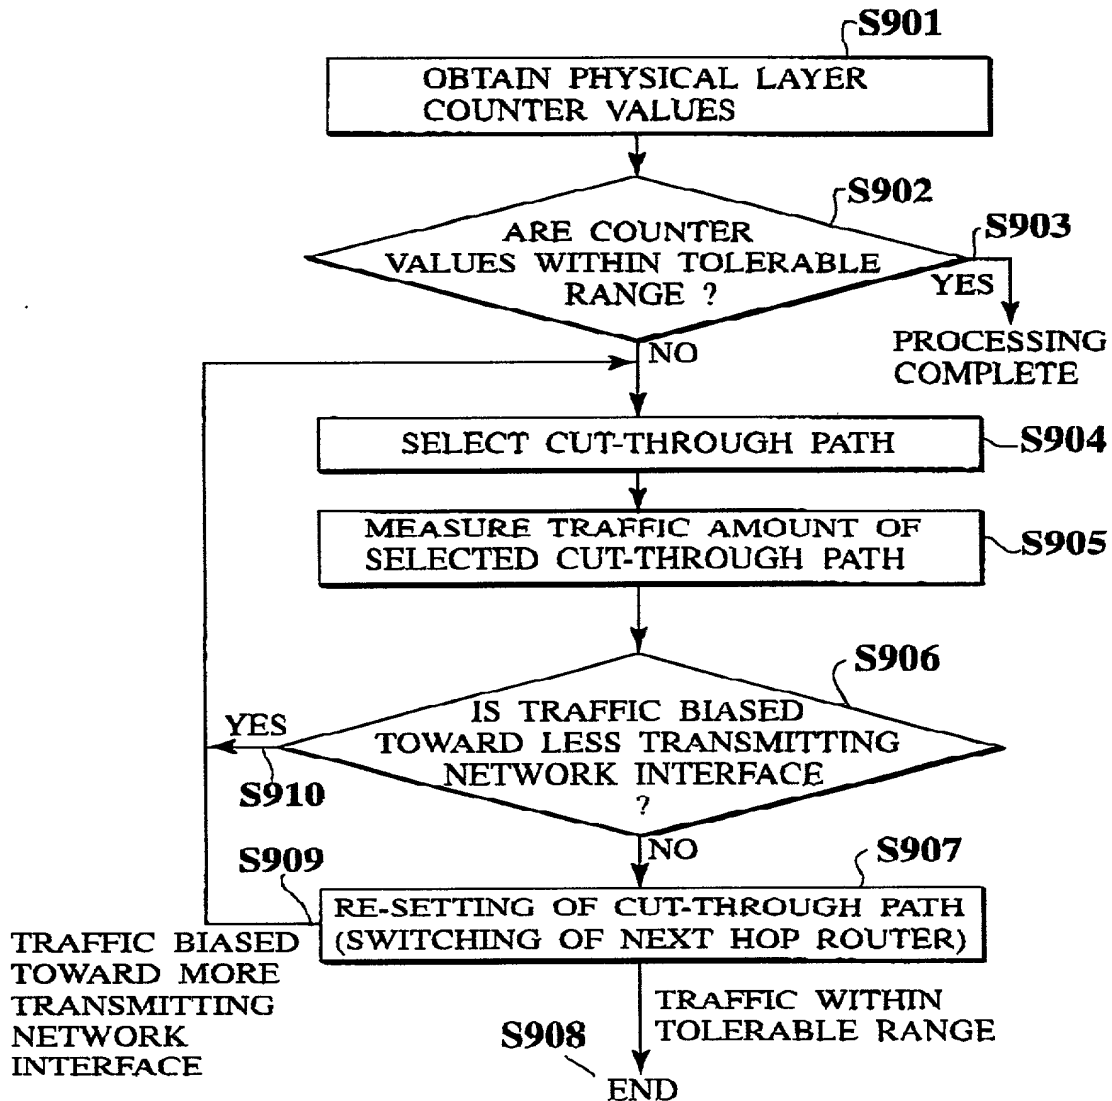 S901
OBTAIN PHYSICAL LAYER
COUNTER VALUES
S902
ARE COUNTER
VALUES WITHIN TOLERABLE
RANGE ?
S903
YES
PROCESSING
COMPLETE
NO
SELECT CUT-THROUGH PATH
S904
MEASURE TRAFFIC AMOUNT OF
SELECTED CUT-THROUGH PATH
S905
S906
IS TRAFFIC BIASED
TOWARD LESS TRANSMITTING
NETWORK INTERFACE
?
YES
S910
NO
S907
S909
RE-SETTING OF CUT-THROUGH PATH
(SWITCHING OF NEXT HOP ROUTER)
TRAFFIC BIASED
TOWARD MORE
TRANSMITTING
NETWORK
INTERFACE
TRAFFIC WITHIN
TOLERABLE RANGE
S908
END